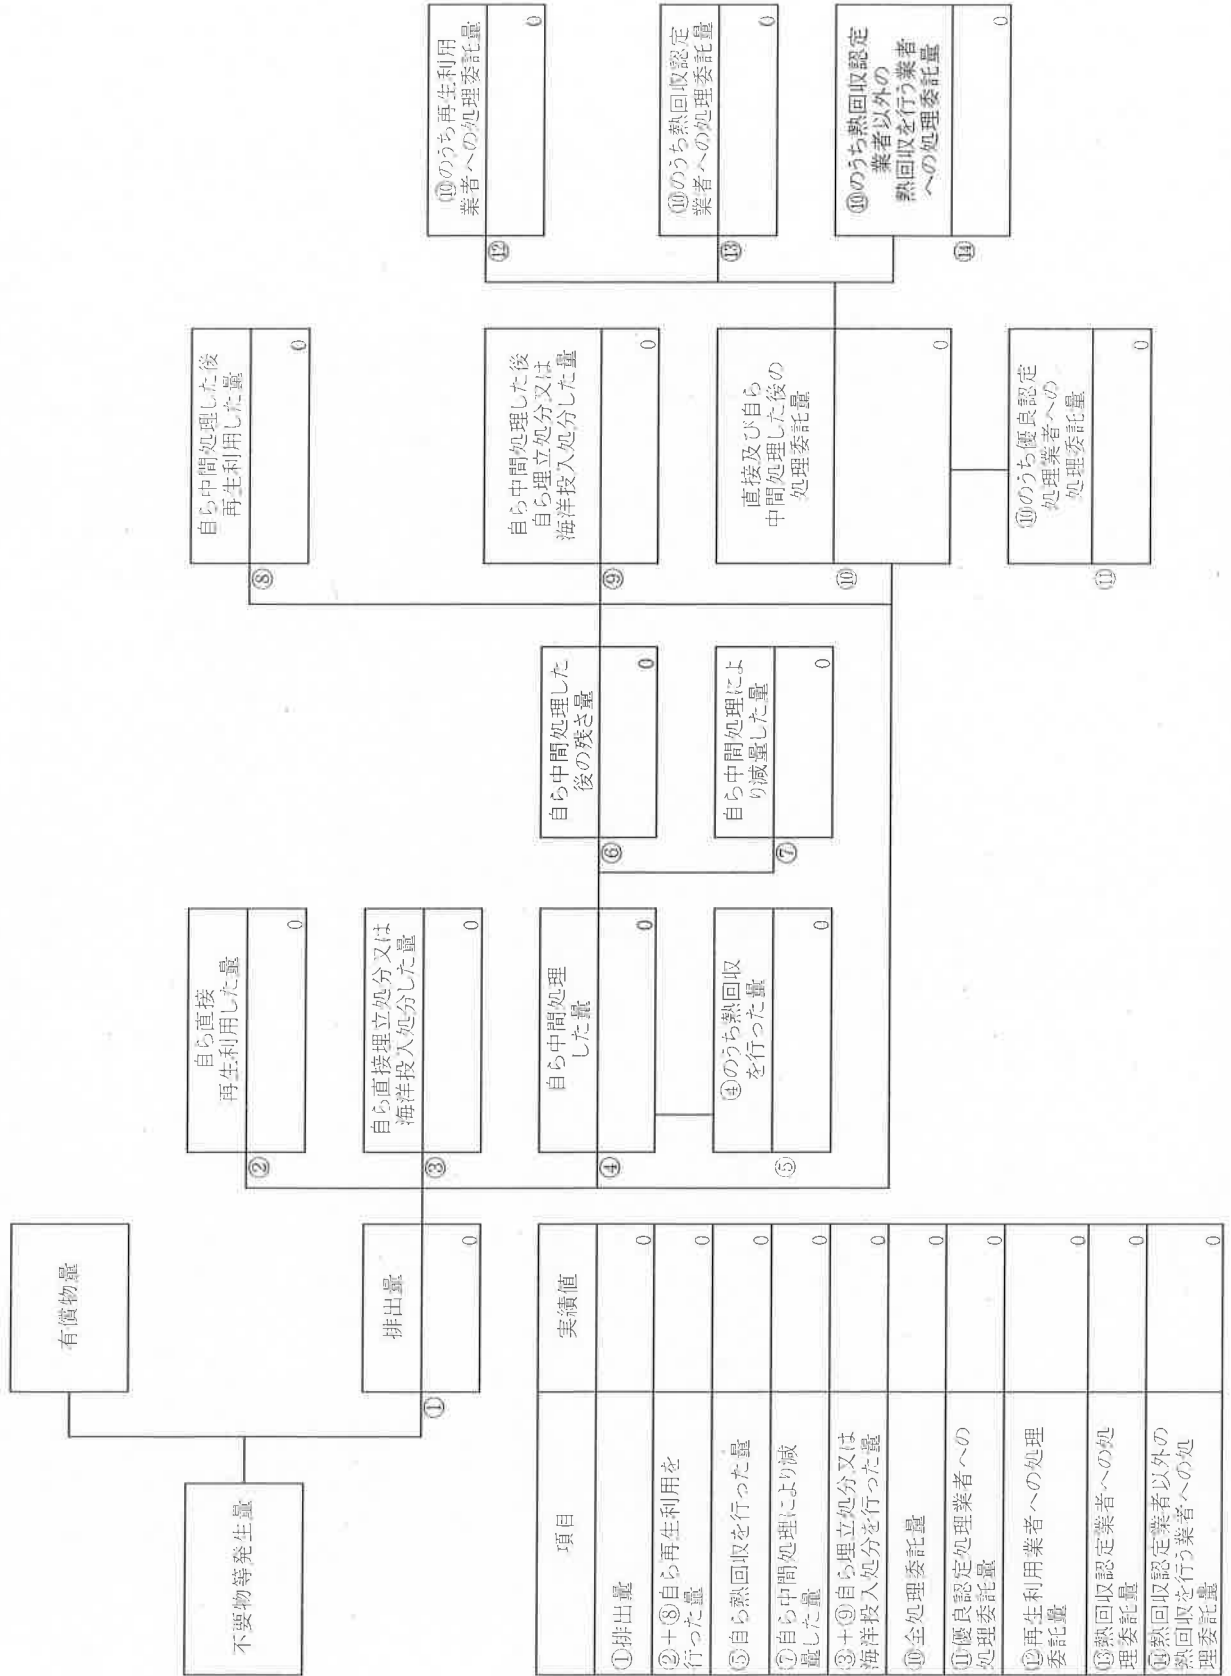 不要物等発生量
有償物量
排出量
①
0
自ら直接
再生利用した量
②
0
自ら直接埋立処分又は
海洋投入処分した量
③
0
自ら中間処理
した量
④
0
④のうち熱回収
を行った量
⑤
0
自ら中間処理した
後の残さ量
⑥
0
自ら中間処理によ
り減量した量
⑦
0
自ら中間処理した後
再生利用した量
⑧
0
自ら中間処理した後
自ら埋立処分又は
海洋投入処分した量
⑨
0
直接及び自ら
中間処理した後の
処理委託量
⑩
0
⑩のうち優良認定
処理業者への
処理委託量
⑪
0
⑩のうち再生利用
業者への処理委託量
⑫
0
⑩のうち熱回収認定
業者への処理委託量
⑬
0
⑩のうち熱回収認定
業者以外の
熱回収を行う業者
への処理委託量
⑭
0
項目 実績値
①排出量 0
②+⑧自ら再生利用を
行った量 0
⑤自ら熱回収を行った量 0
⑦自ら中間処理により減
量した量 0
③+⑨自ら埋立処分又は
海洋投入処分を行った量 0
⑩全処理委託量 0
⑪優良認定処理業者への
処理委託量 0
⑫再生利用業者への処理
委託量 0
⑬熱回収認定業者への処
理委託量 0
⑭熱回収認定業者以外の
熱回収を行う業者への処
理委託量 0